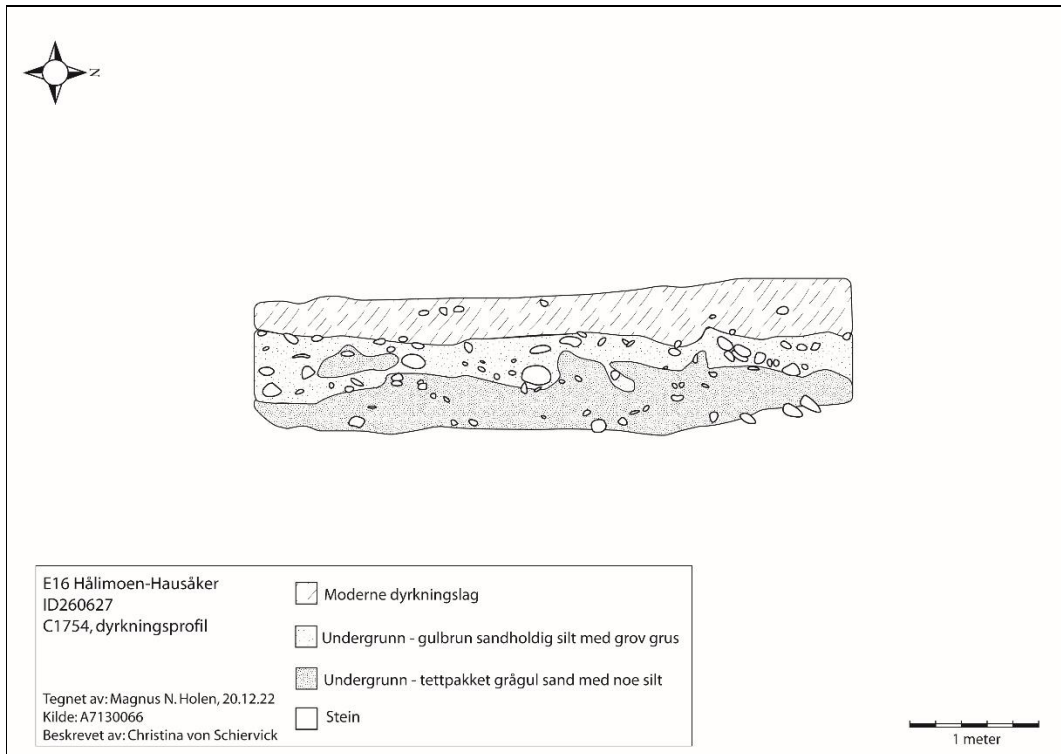 N
E16 Hålimoen-Hausåker
ID260627
C1754, dyrkningsprofil
Tegnet av: Magnus N. Holen, 20.12.22
Kilde: A7130066
Beskrevet av: Christina von Schiervick
Moderne dyrkningslag
Undergrunn - gulbrun sandholdig silt med grov grus
Undergrunn - tettpakket grågul sand med noe silt
Stein
1 meter